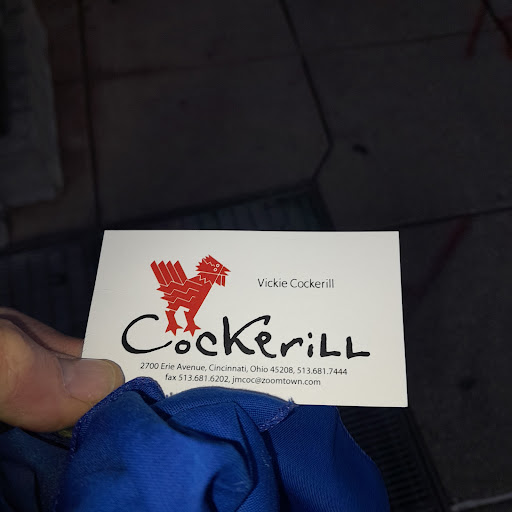 Vickie Cockerill
CocKeriLL
2700 Erie Avenue, Cincinnati, Ohio 45208, 513.681.7444
fax 513.681.6202, jmcoc@zoomtown.com